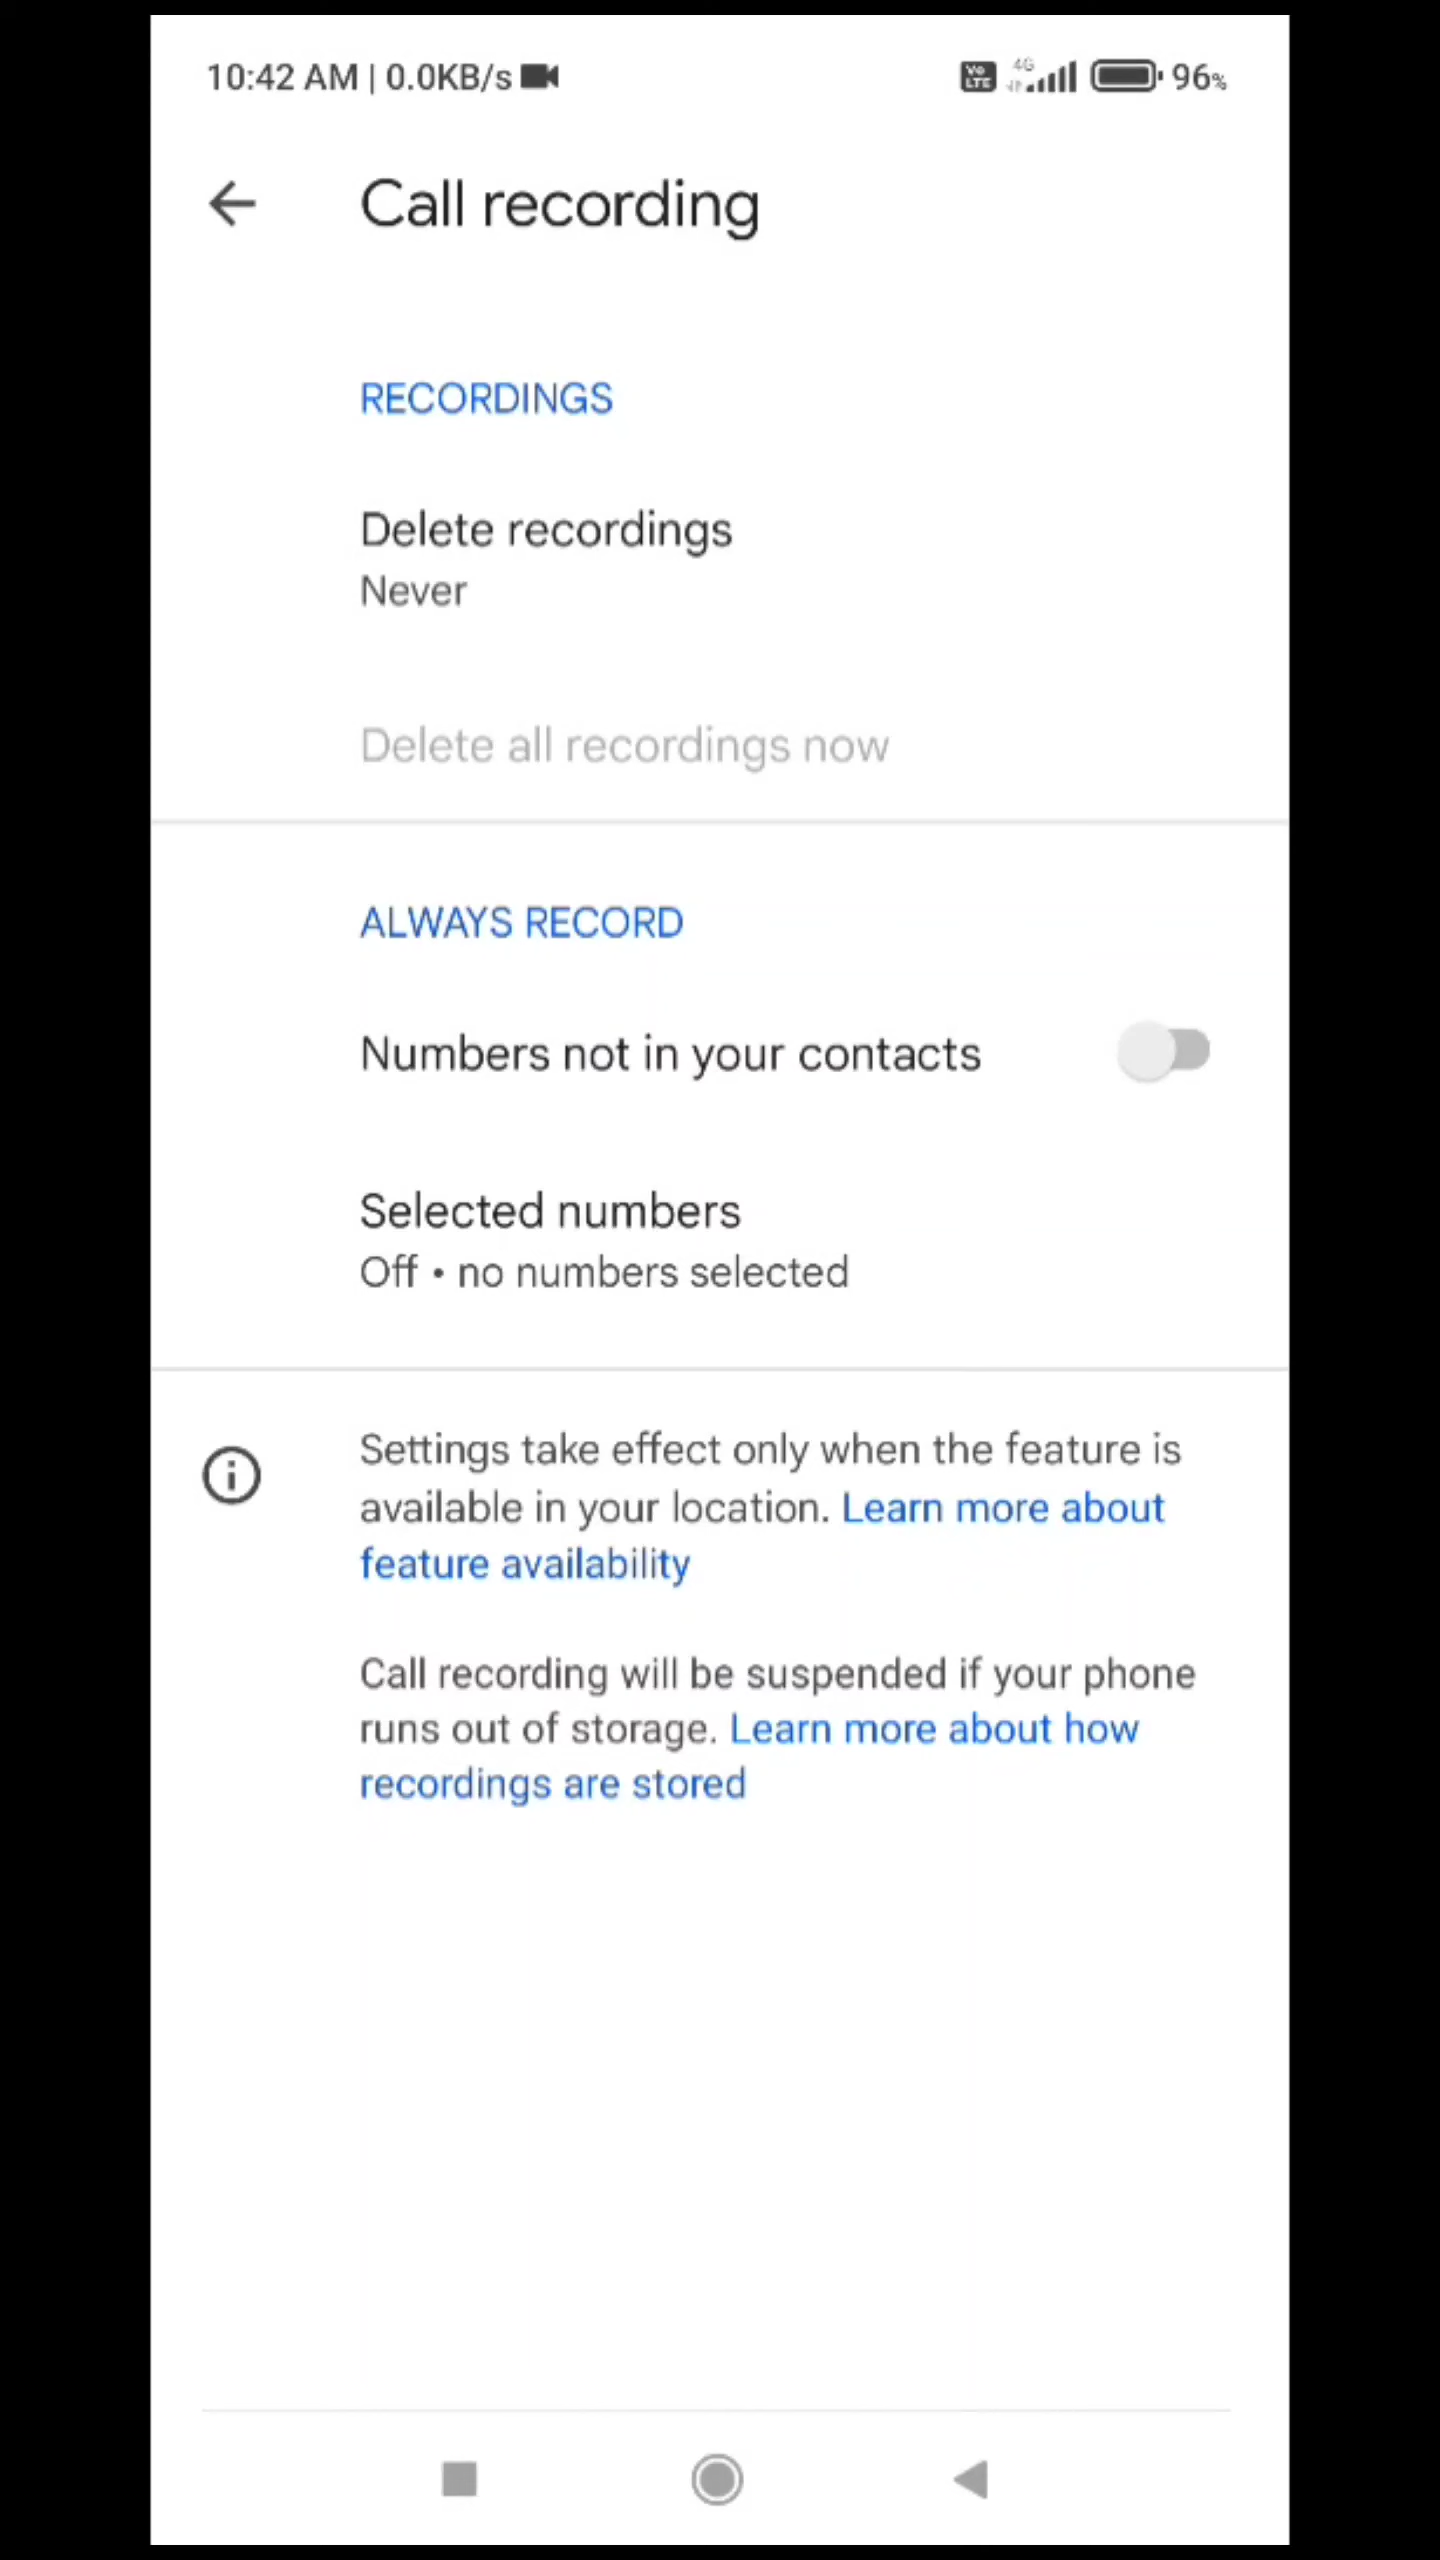 10:42 AM | 0.0KB/s
Vo LTE 4G 96%
Call recording
RECORDINGS
Delete recordings
Never
Delete all recordings now
ALWAYS RECORD
Numbers not in your contacts
Selected numbers
Off • no numbers selected
Settings take effect only when the feature is
available in your location. Learn more about
feature availability
Call recording will be suspended if your phone
runs out of storage. Learn more about how
recordings are stored